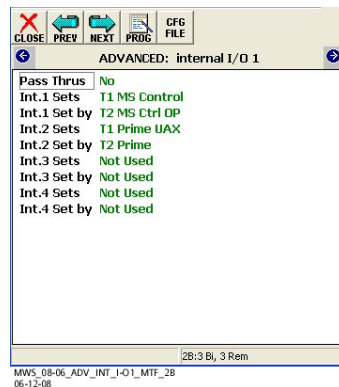 CLOSE PREV NEXT PROG CFG FILE
ADVANCED: internal I/O 1
Pass Thrus No
Int.1 Sets T1 MS Control
Int.1 Set by T2 MS Ctrl OP
Int.2 Sets T1 Prime UAX
Int.2 Set by T2 Prime
Int.3 Sets Not Used
Int.3 Set by Not Used
Int.4 Sets Not Used
Int.4 Set by Not Used
2B:3 Bi, 3 Rem
MWS_08-06_ADV_INT_I-O1_MTF_2B
06-12-08